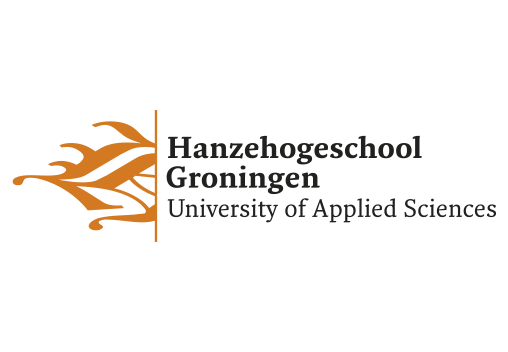 Hanzehogeschool
Groningen
University of Applied Sciences